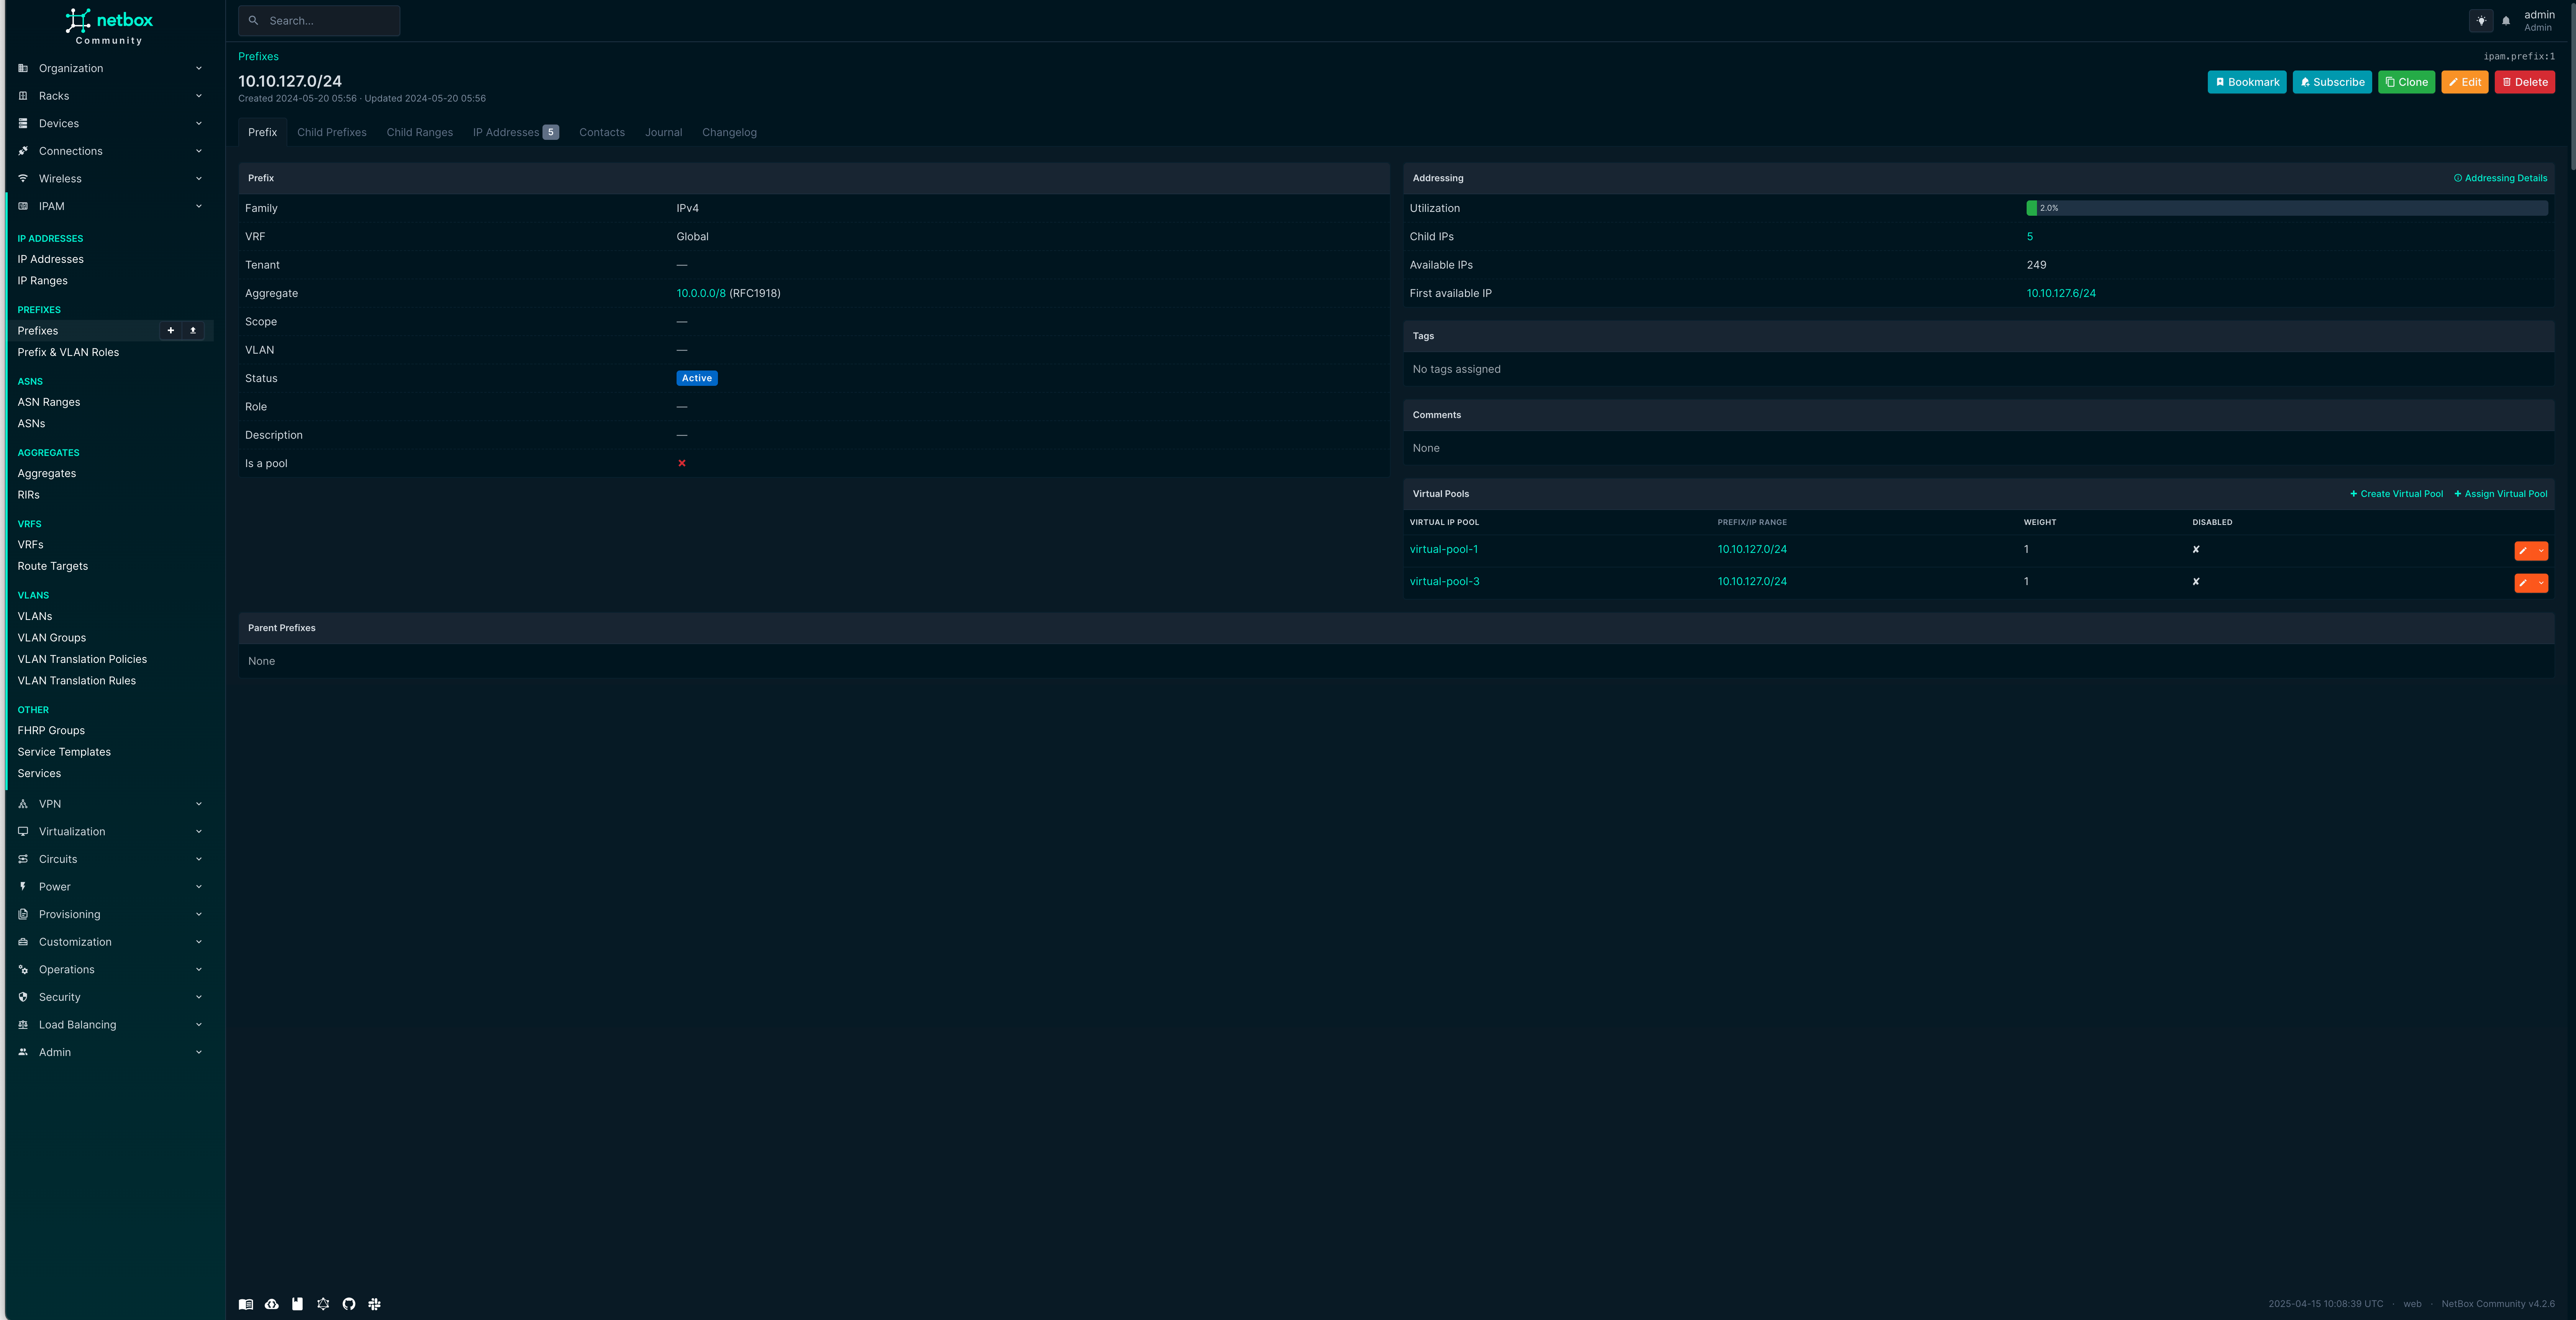 netbox
Community
Organization
Racks
Devices
Connections
Wireless
IPAM
IP ADDRESSES
IP Addresses
IP Ranges
PREFIXES
Prefixes
Prefix & VLAN Roles
ASNS
ASN Ranges
ASNs
AGGREGATES
Aggregates
RIRs
VRFS
VRFs
Route Targets
VLANS
VLANs
VLAN Groups
VLAN Translation Policies
VLAN Translation Rules
OTHER
FHRP Groups
Service Templates
Services
VPN
Virtualization
Circuits
Power
Provisioning
Customization
Operations
Security
Load Balancing
Admin
Search...
admin
Admin
Prefixes
ipam.prefix:1
10.10.127.0/24
Created 2024-05-20 05:56 · Updated 2024-05-20 05:56
Bookmark Subscribe Clone Edit Delete
Prefix Child Prefixes Child Ranges IP Addresses 5 Contacts Journal Changelog
Prefix
Family IPv4
VRF Global
Tenant —
Aggregate 10.0.0.0/8 (RFC1918)
Scope —
VLAN —
Status Active
Role —
Description —
Is a pool
Addressing Addressing Details
Utilization 2.0%
Child IPs 5
Available IPs 249
First available IP 10.10.127.6/24
Tags
No tags assigned
Comments
None
Virtual Pools + Create Virtual Pool + Assign Virtual Pool
VIRTUAL IP POOL PREFIX/IP RANGE WEIGHT DISABLED
virtual-pool-1 10.10.127.0/24 1 ✘
virtual-pool-3 10.10.127.0/24 1 ✘
Parent Prefixes
None
2025-04-15 10:08:39 UTC · web · NetBox Community v4.2.6